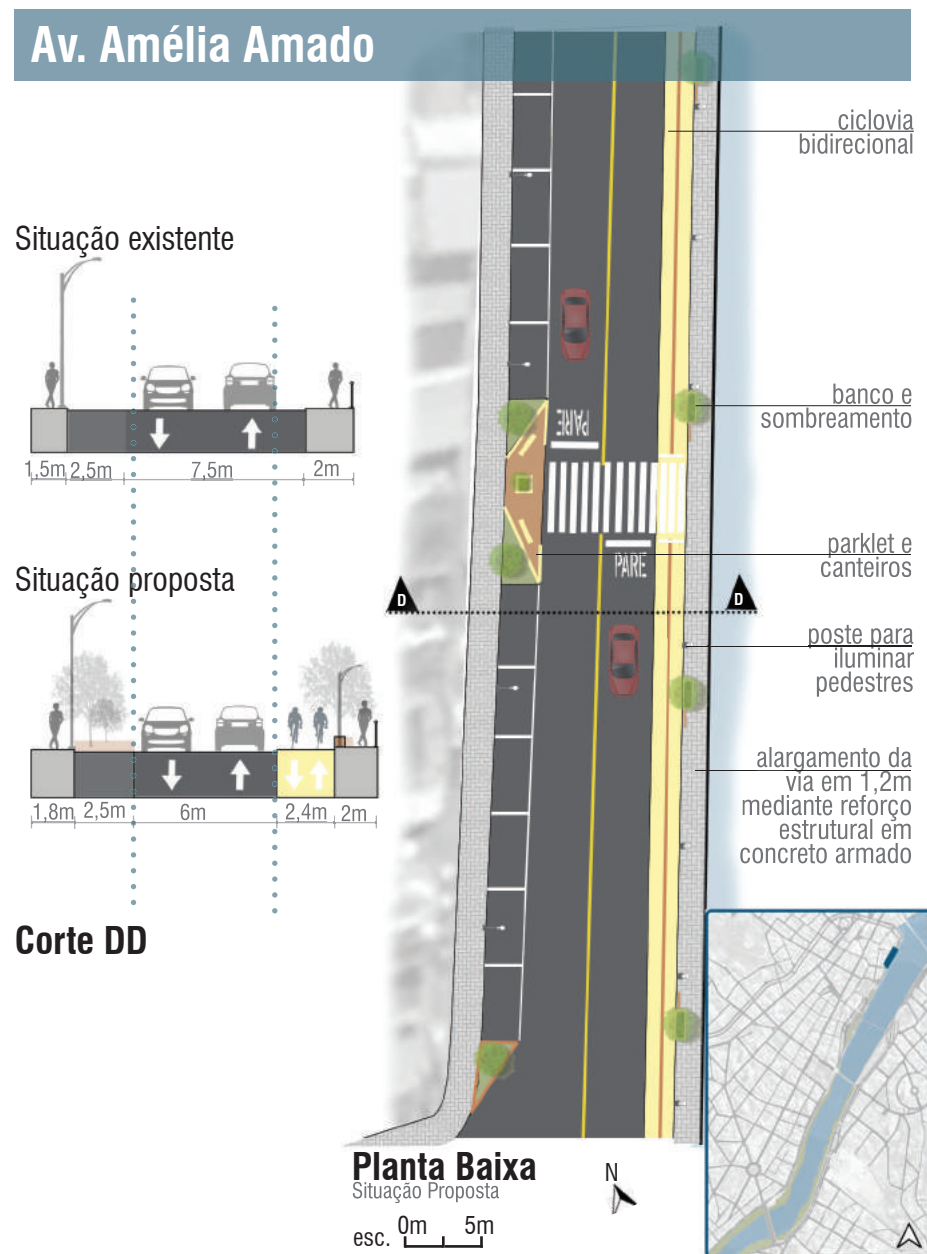 Av. Amélia Amado
ciclovia
bidirecional
Situação existente
1,5m
2,5m
7,5m
2m
banco e
sombreamento
PARE
PARE
parklet e
canteiros
Situação proposta
D
D
poste para
iluminar
pedestres
1,8m
2,5m
6m
2,4m
2m
alargamento da
via em 1,2m
mediante reforço
estrutural em
concreto armado
Corte DD
Planta Baixa
Situação Proposta
N
esc.
0m
5m